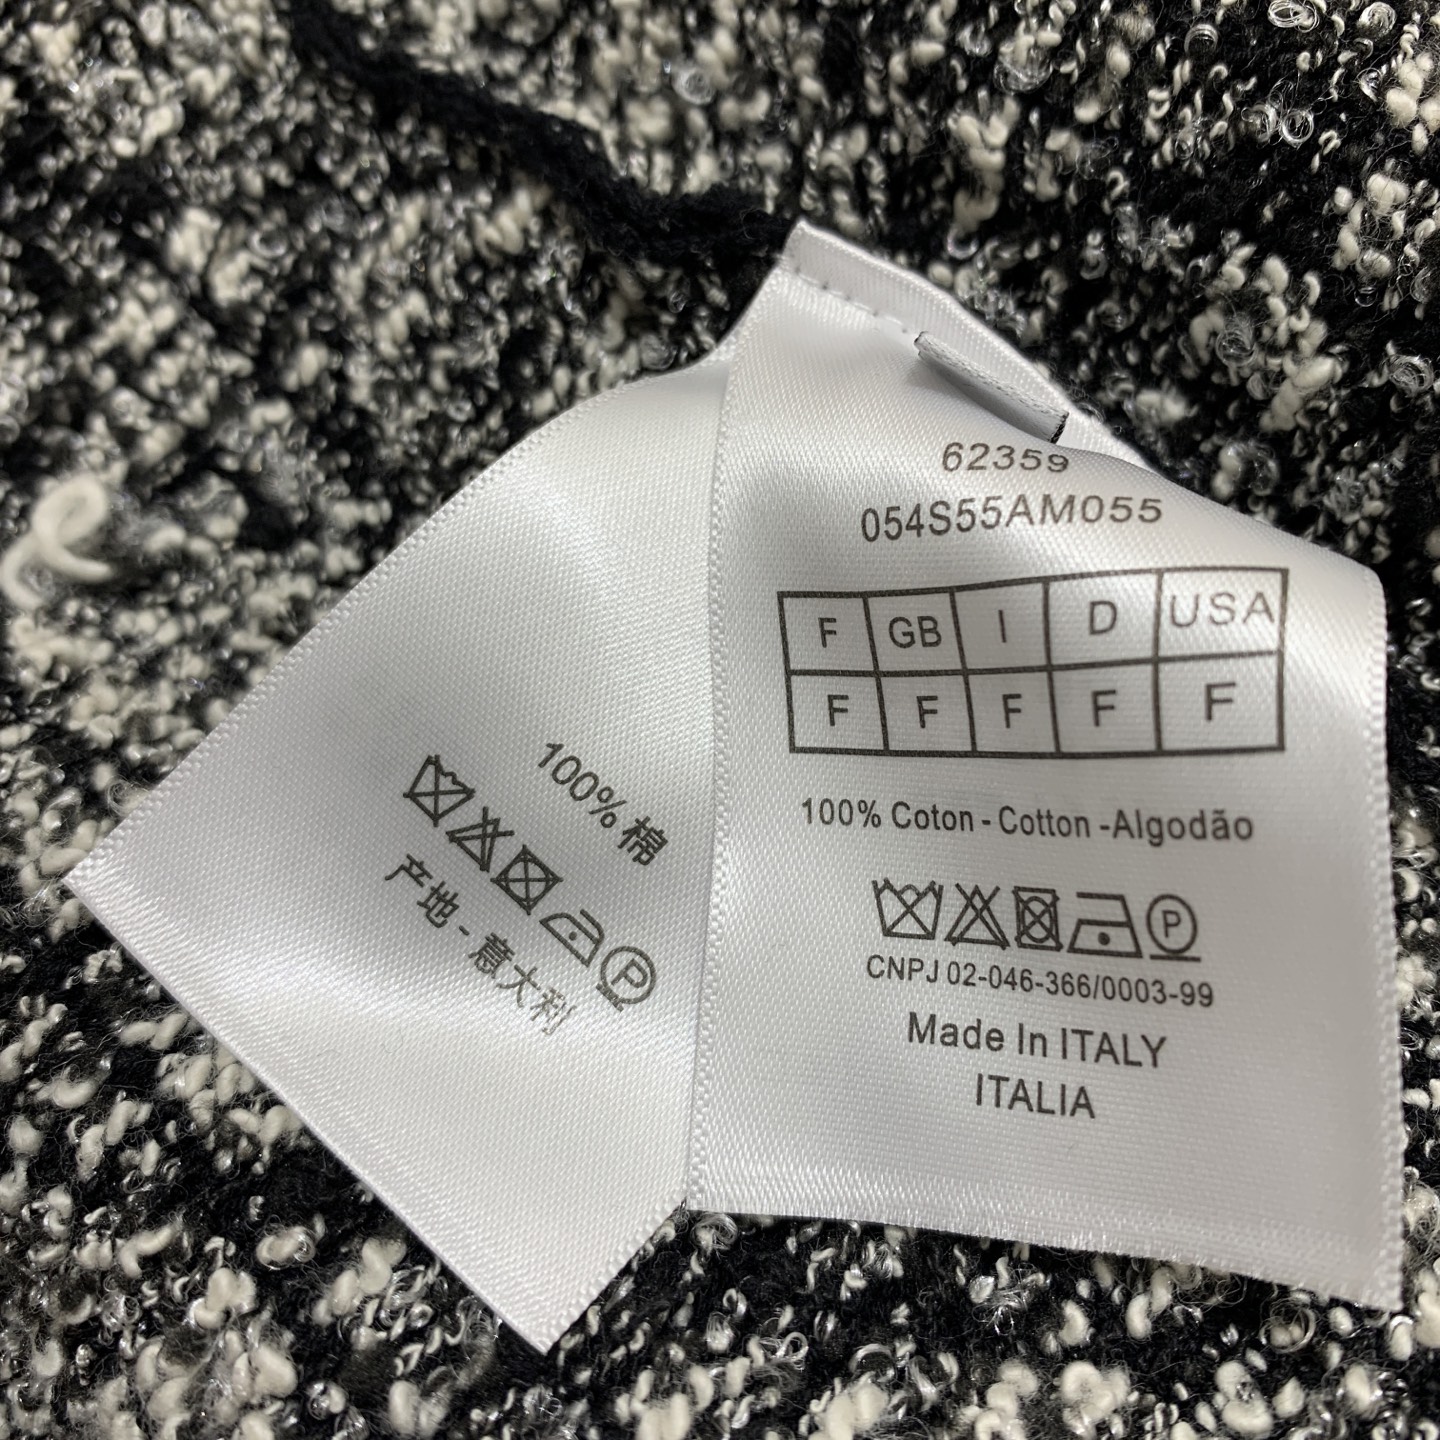 100% 棉
产地 - 意大利
62359
054S55AM055
F GB I D USA
F F F F F
100% Coton - Cotton -Algodão
CNPJ 02-046-366/0003-99
Made In ITALY
ITALIA